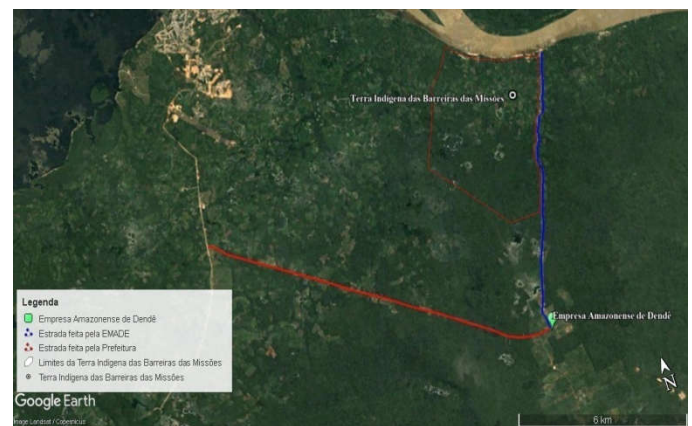 Terra Indígena das Barreiras das Missões
Empresa Amazonense de Dendê
Legenda
Empresa Amazonense de Dendê
Estrada feita pela EMADE
Estrada feita pela Prefeitura
Limites da Terra Indígena das Barreiras das Missões
Terra Indígena das Barreiras das Missões
N
Google Earth
Image Landsat / Copernicus
6 km